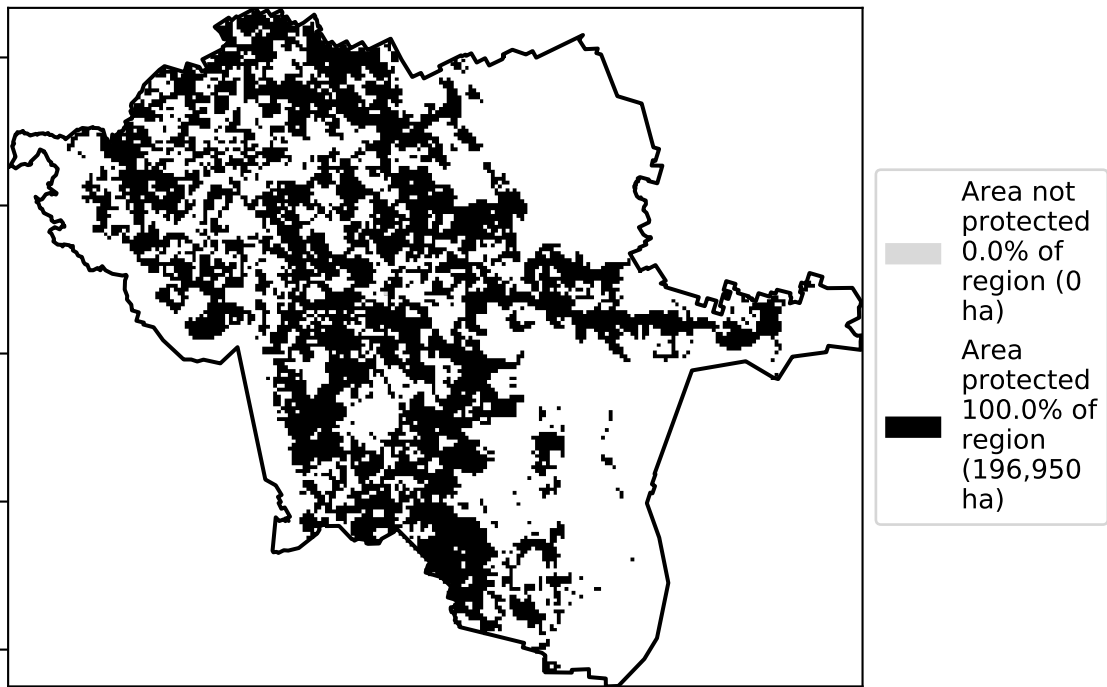 Area not
protected
0.0% of
region (0
ha)
Area
protected
100.0% of
region
(196,950
ha)